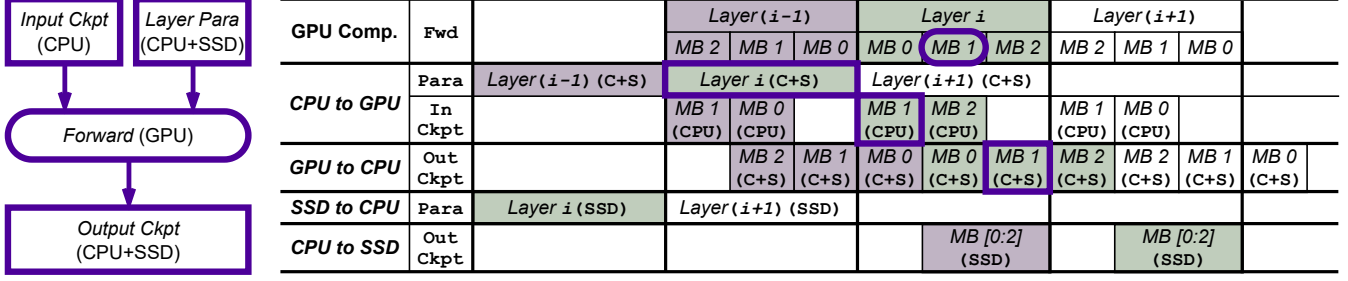 Input Ckpt
(CPU)
Layer Para
(CPU+SSD)
Forward (GPU)
Output Ckpt
(CPU+SSD)
GPU Comp. Fwd Layer(i-1) Layer i Layer(i+1)
MB 2 MB 1 MB 0 MB 0 MB 1 MB 2 MB 2 MB 1 MB 0
CPU to GPU
Para Layer(i-1) (C+S) Layer i(C+S) Layer(i+1) (C+S)
In MB 1 MB 0 MB 1 MB 2 MB 1 MB 0
Ckpt (CPU) (CPU) (CPU) (CPU) (CPU) (CPU)
GPU to CPU
Out MB 2 MB 1 MB 0 MB 0 MB 1 MB 2 MB 2 MB 1 MB 0
Ckpt (C+S) (C+S) (C+S) (C+S) (C+S) (C+S) (C+S) (C+S) (C+S)
SSD to CPU Para Layer i(SSD) Layer(i+1) (SSD)
CPU to SSD
Out MB [0:2] MB [0:2]
Ckpt (SSD) (SSD)